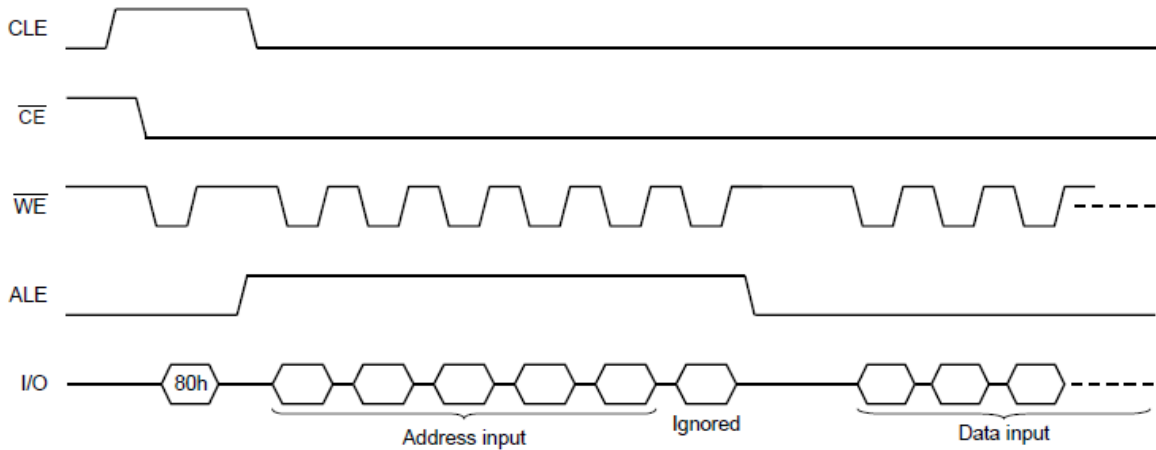 CLE
CE
WE
ALE
I/O
80h
Address input
Ignored
Data input